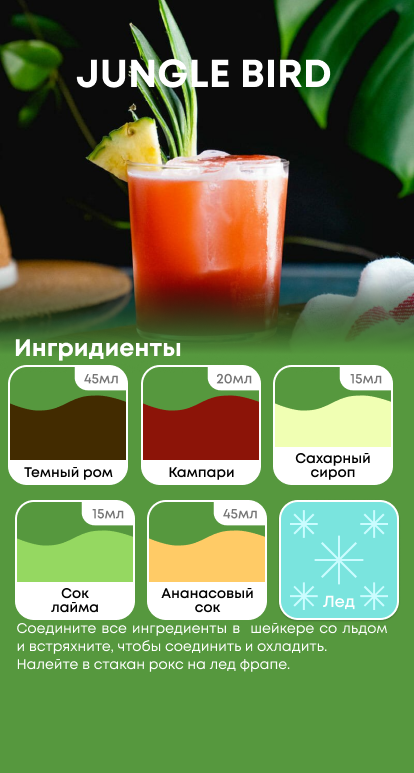 JUNGLE BIRD
Ингридиенты
45мл
20мл
15мл
Темный ром
Кампари
Сахарный
сироп
15мл
45мл
Сок
лайма
Ананасовый
сок
Лед
Соедините все ингредиенты в шейкере со льдом
и встряхните, чтобы соединить и охладить.
Налейте в стакан рокс на лед фрапе.